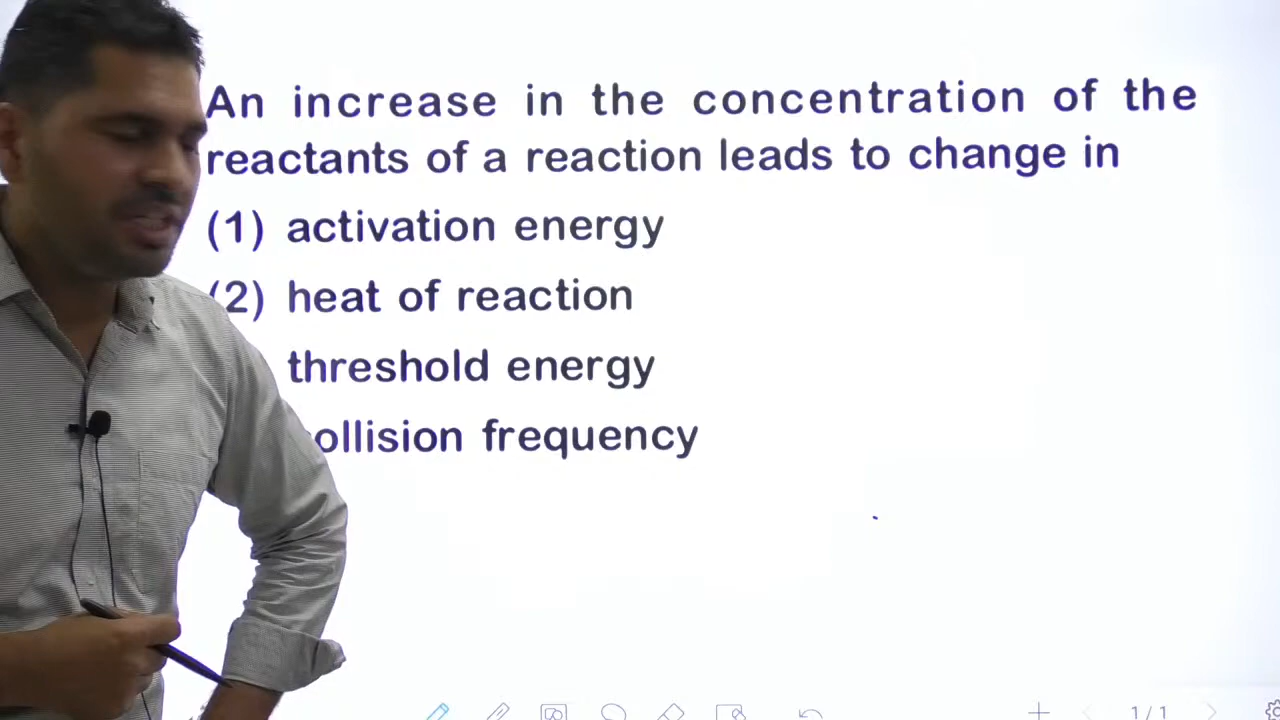 An increase in the concentration of the
reactants of a reaction leads to change in
(1) activation energy
(2) heat of reaction
threshold energy
collision frequency
1/1